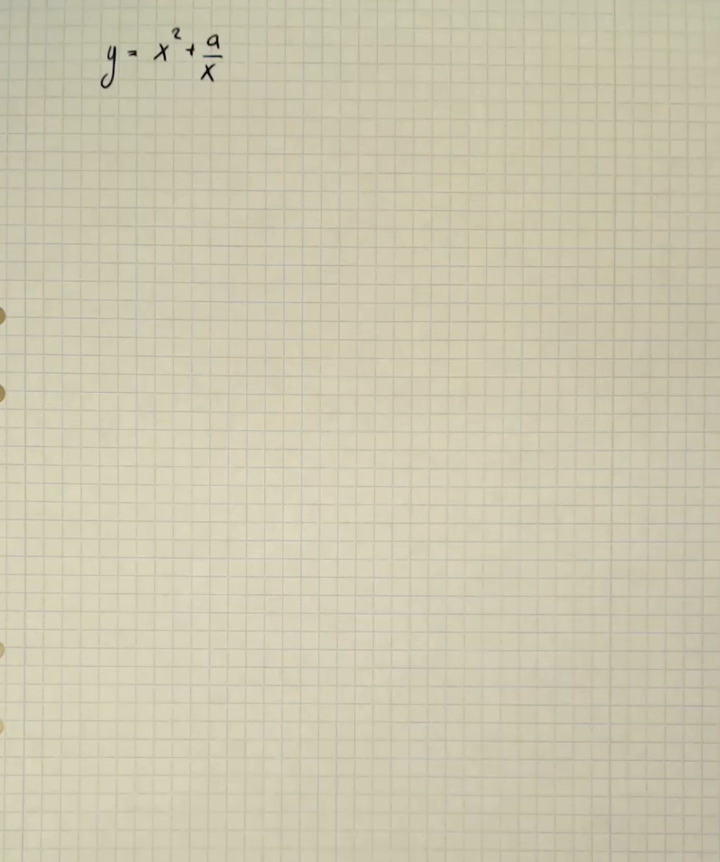 y = x² + a/x